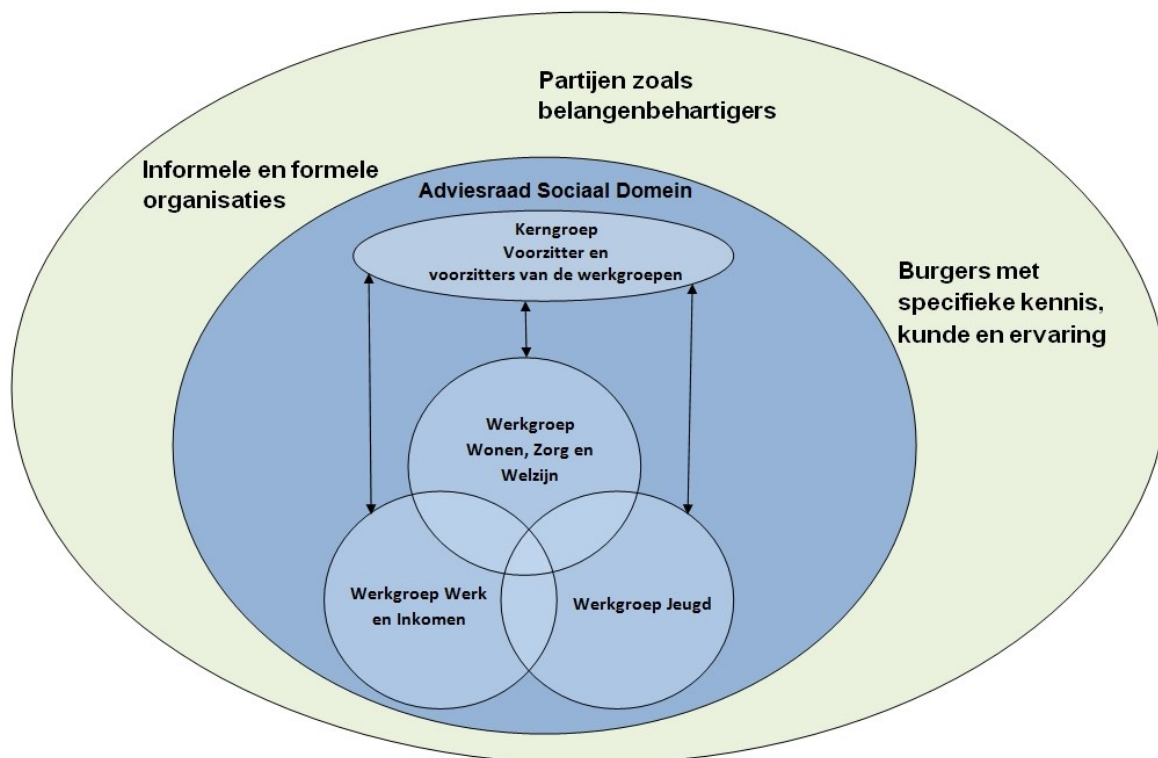 Partijen zoals
belangenbehartigers
Informele en formele
organisaties
Adviesraad Sociaal Domein
Kerngroep
Voorzitter en
voorzitters van de werkgroepen
Burgers met
specifieke kennis,
kunde en ervaring
Werkgroep
Wonen, Zorg en
Welzijn
Werkgroep Werk
en Inkomen
Werkgroep Jeugd